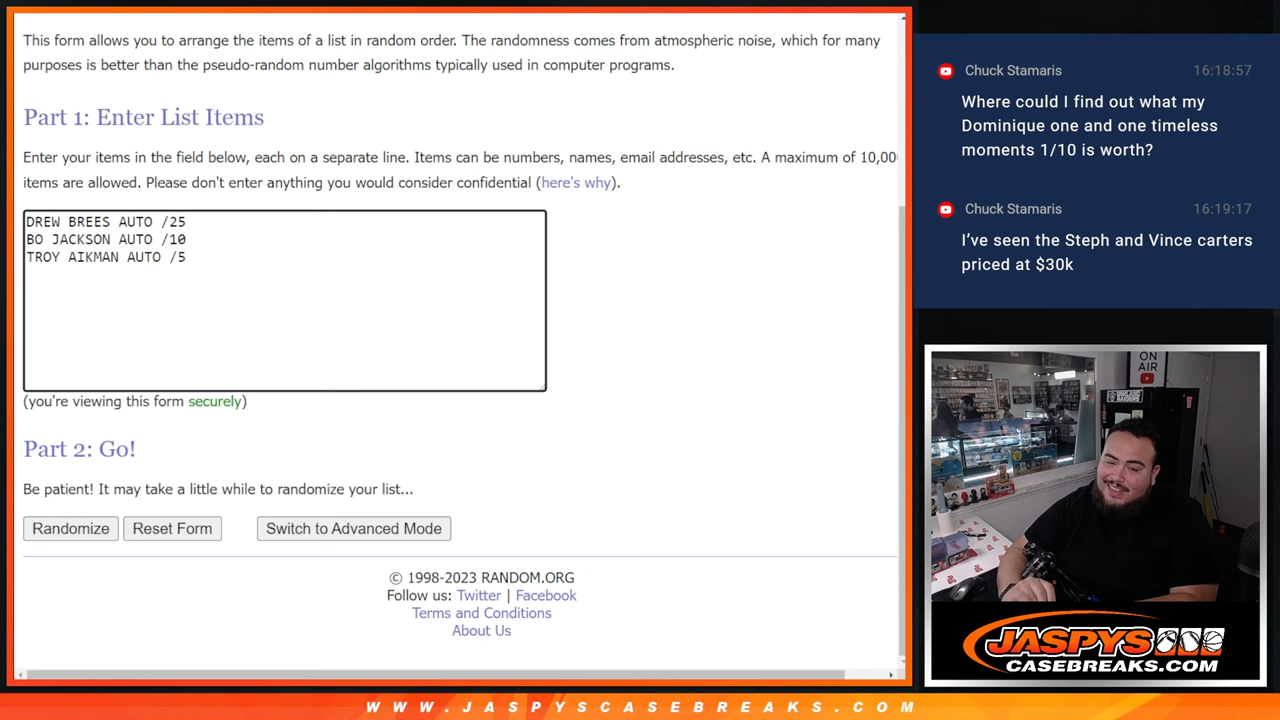 This form allows you to arrange the items of a list in random order. The randomness comes from atmospheric noise, which for many
purposes is better than the pseudo-random number algorithms typically used in computer programs.
Part 1: Enter List Items
Enter your items in the field below, each on a separate line. Items can be numbers, names, email addresses, etc. A maximum of 10,00
items are allowed. Please don't enter anything you would consider confidential (here's why).
DREW BREES AUTO /25
BO JACKSON AUTO /10
TROY AIKMAN AUTO /5
(you're viewing this form securely)
Part 2: Go!
Be patient! It may take a little while to randomize your list...
Randomize Reset Form Switch to Advanced Mode
© 1998-2023 RANDOM.ORG
Follow us: Twitter | Facebook
Terms and Conditions
About Us
Chuck Stamaris 16:18:57
Where could I find out what my
Dominique one and one timeless
moments 1/10 is worth?
Chuck Stamaris 16:19:17
I've seen the Steph and Vince carters
priced at $30k
ON
AIR
JASPYS
CASEBREAKS.COM
WWW.JASPYSCASEBREAKS.COM